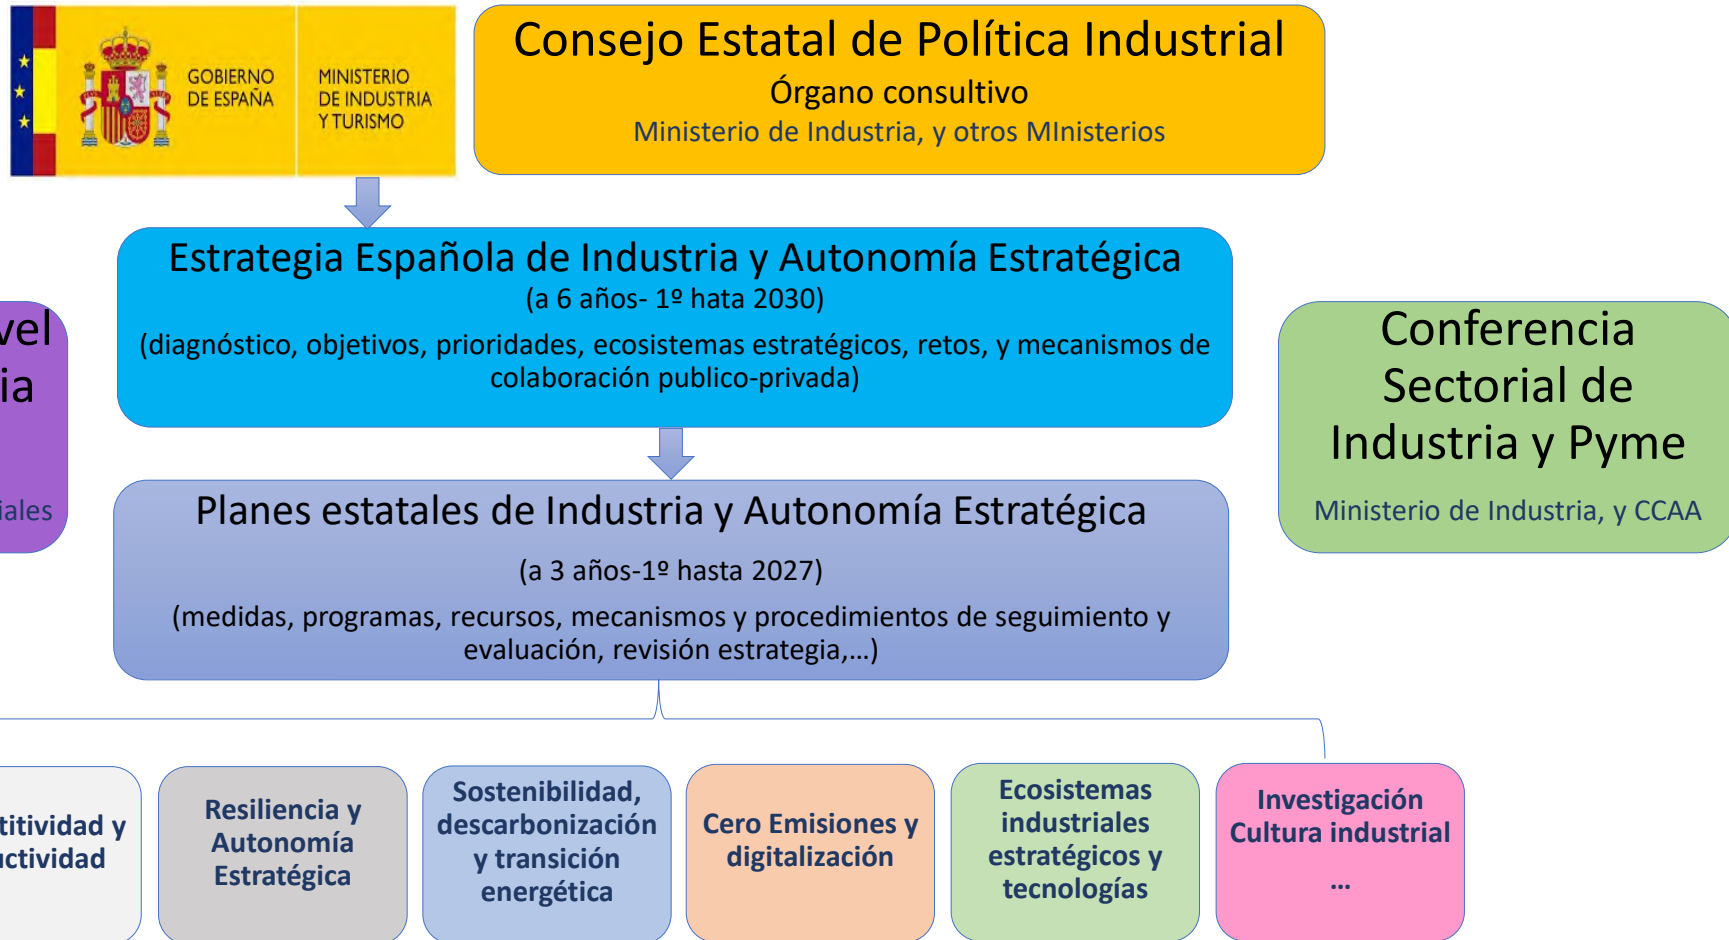 GOBIERNO
DE ESPAÑA
MINISTERIO
DE INDUSTRIA
Y TURISMO
Consejo Estatal de Política Industrial
Órgano consultivo
Ministerio de Industria, y otros MInisterios
Estrategia Española de Industria y Autonomía Estratégica
(a 6 años- 1º hata 2030)
(diagnóstico, objetivos, prioridades, ecosistemas estratégicos, retos, y mecanismos de
colaboración publico-privada)
Conferencia
Sectorial de
Industria y Pyme
Ministerio de Industria, y CCAA
Planes estatales de Industria y Autonomía Estratégica
(a 3 años-1º hasta 2027)
(medidas, programas, recursos, mecanismos y procedimientos de seguimiento y
evaluación, revisión estrategia,...)
titividad y
uctividad
Resiliencia y
Autonomía
Estratégica
Sostenibilidad,
descarbonización
y transición
energética
Cero Emisiones y
digitalización
Ecosistemas
industriales
estratégicos y
tecnologías
Investigación
Cultura industrial
...